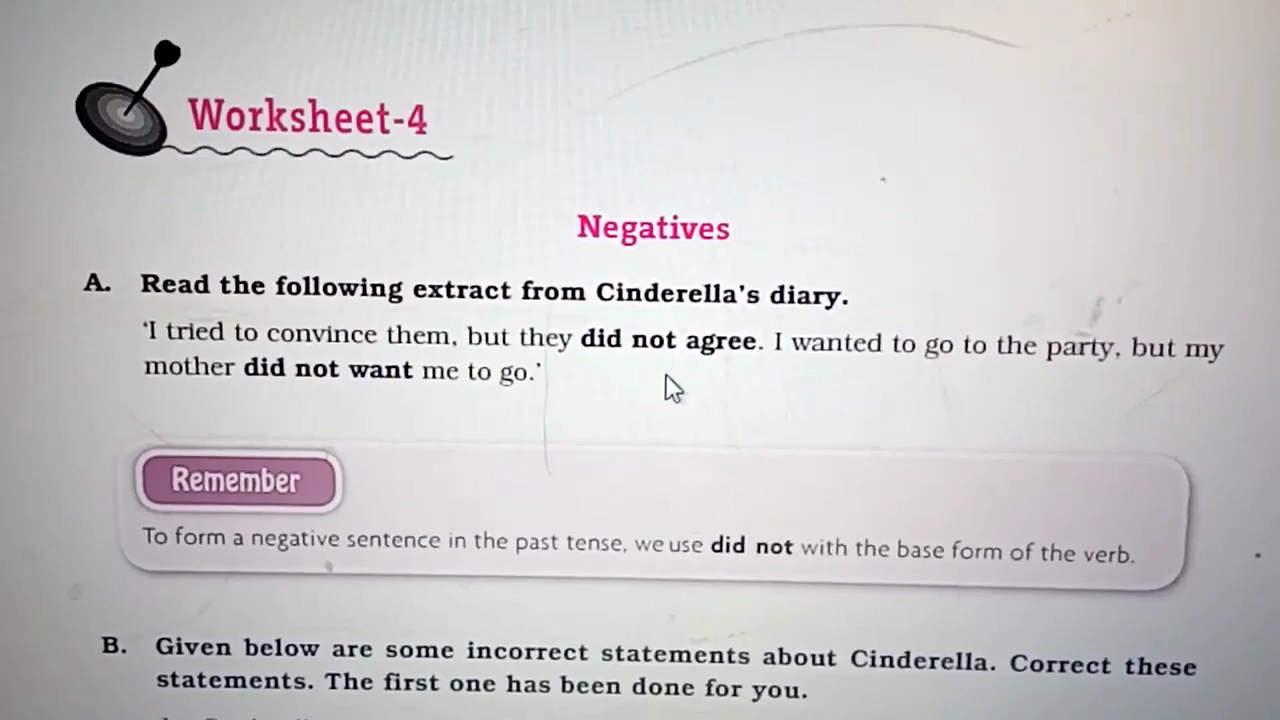 Worksheet-4
Negatives
A. Read the following extract from Cinderella's diary.
'I tried to convince them, but they did not agree. I wanted to go to the party, but my
mother did not want me to go.'
Remember
To form a negative sentence in the past tense, we use did not with the base form of the verb.
B. Given below are some incorrect statements about Cinderella. Correct these
statements. The first one has been done for you.